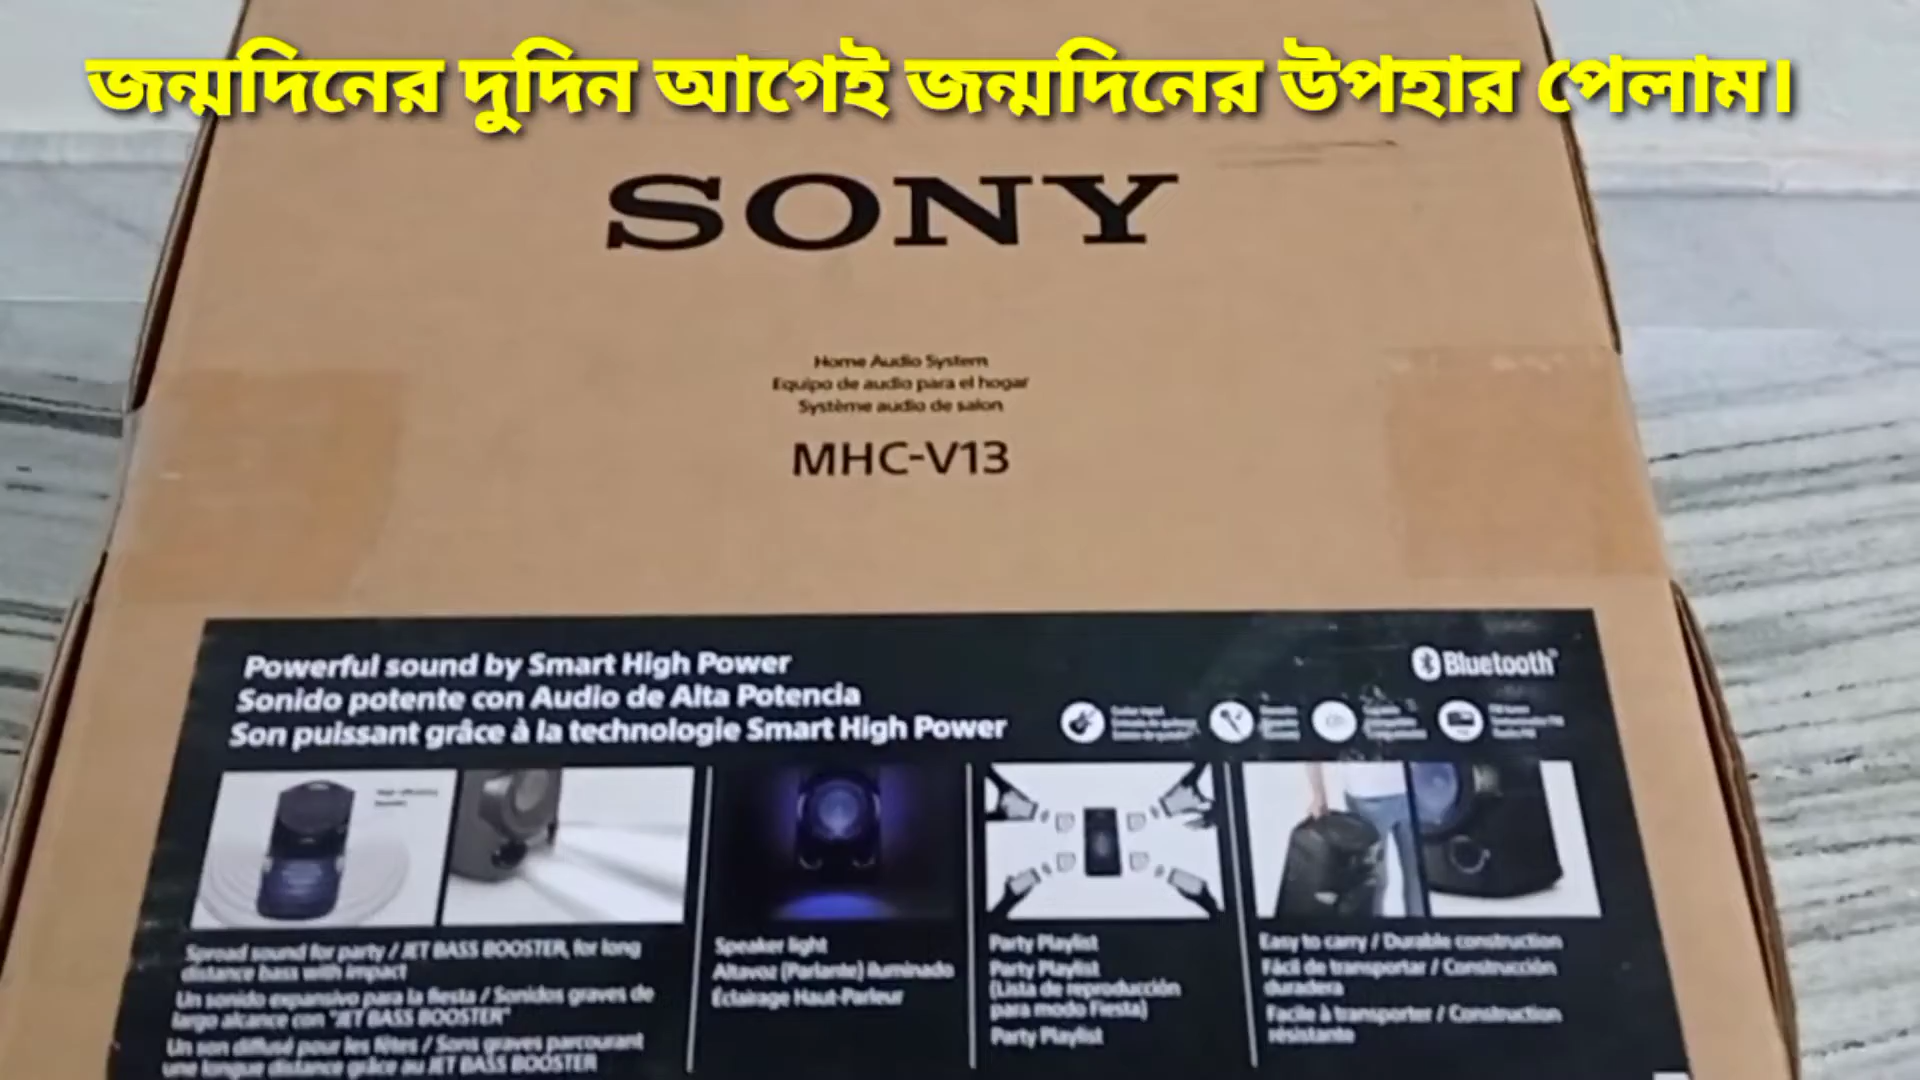 জন্মদিনের দুদিন আগেই জন্মদিনের উপহার পেলাম।
SONY
Home Audio System
Equipo de audio para el hogar
Système audio de salon
MHC-V13
Powerful sound by Smart High Power
Sonido potente con Audio de Alta Potencia
Son puissant grâce à la technologie Smart High Power
Bluetooth
Spread sound for party / JET BASS BOOSTER, for long
distance bass with impact
Un sonido expansivo para la fiesta / Sonidos graves de
largo alcance con "JET BASS BOOSTER"
Un son diffusé pour les fêtes / Sons graves parcourant
une longue distance grâce au JET BASS BOOSTER
Speaker light
Altavoz (Parlante) iluminado
Éclairage Haut-Parleur
Party Playlist
Party Playlist
(Lista de reproducción
para modo Fiesta)
Party Playlist
Easy to carry / Durable construction
Fácil de transportar / Construcción
duradera
Facile à transporter / Construction
résistante